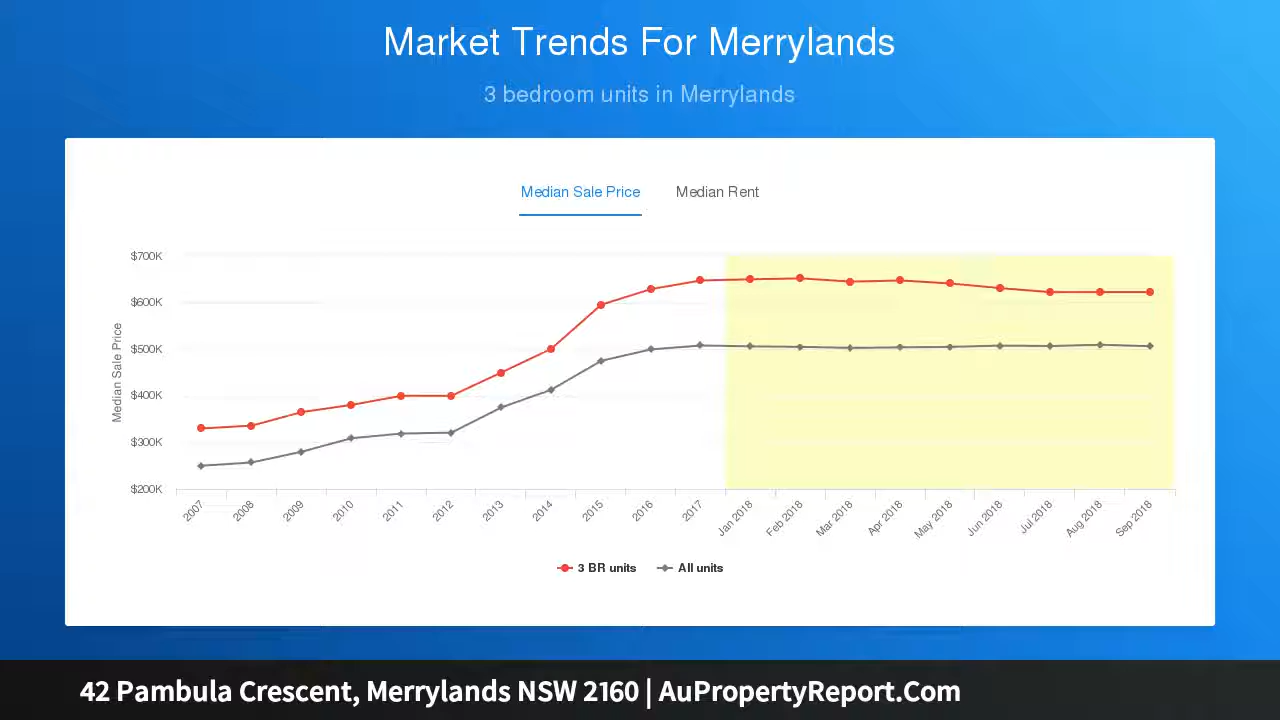 Market Trends For Merrylands
3 bedroom units in Merrylands
Median Sale Price Median Rent
$700K
$600K
$500K
$400K
$300K
$200K
Median Sale Price
2007 2008 2009 2010 2011 2012 2013 2014 2015 2016 2017 Jan 2018 Feb 2018 Mar 2018 Apr 2018 May 2018 Jun 2018 Jul 2018 Aug 2018 Sep 2018
3 BR units All units
42 Pambula Crescent, Merrylands NSW 2160 | AuPropertyReport.Com